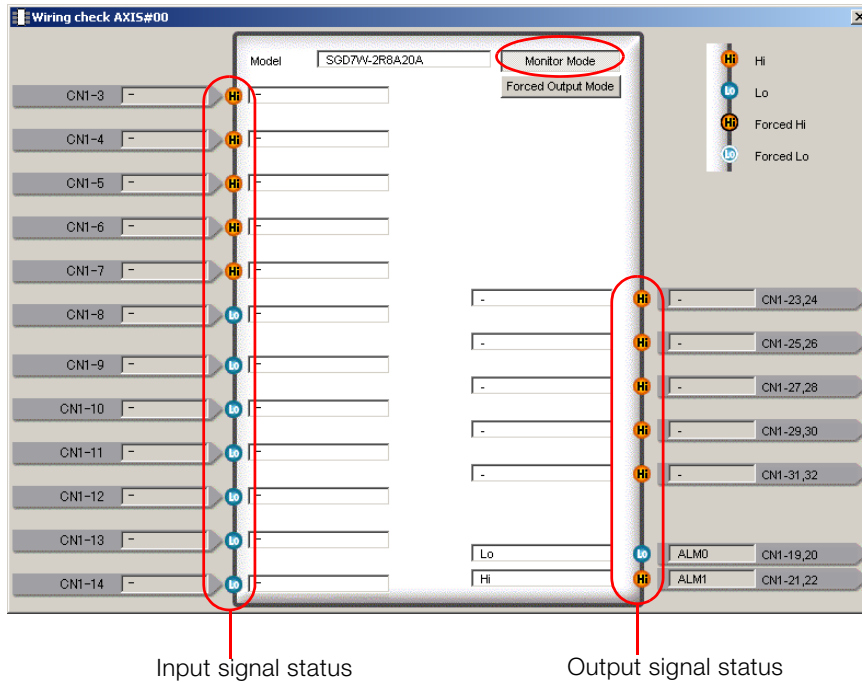 Wiring check AXIS#00
Model SGD7W-2R8A20A Monitor Mode
Forced Output Mode
Hi
Hi
Lo
Lo
Hi
Forced Hi
Lo
Forced Lo
CN1-3 - Hi -
CN1-4 - Hi -
CN1-5 - Hi -
CN1-6 - Hi -
CN1-7 - Hi -
CN1-8 - Lo -
CN1-9 - Lo -
CN1-10 - Lo -
CN1-11 - Lo -
CN1-12 - Lo -
CN1-13 - Lo -
CN1-14 - Lo -
- Hi - CN1-23,24
- Hi - CN1-25,26
- Hi - CN1-27,28
- Hi - CN1-29,30
- Hi - CN1-31,32
Lo Lo ALM0 CN1-19,20
Hi Hi ALM1 CN1-21,22
Input signal status
Output signal status